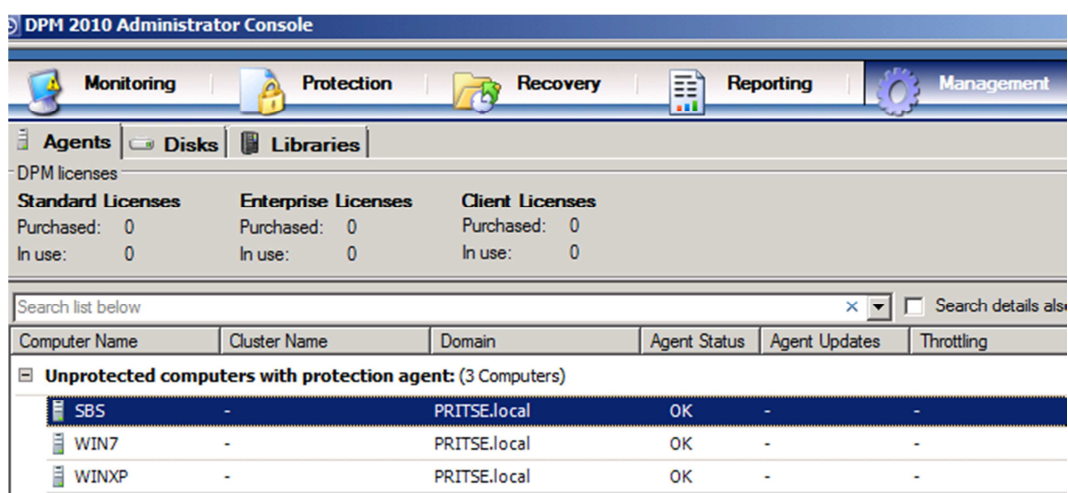 DPM 2010 Administrator Console
Monitoring Protection Recovery Reporting Management
Agents Disks Libraries
DPM licenses
Standard Licenses Enterprise Licenses Client Licenses
Purchased: 0 Purchased: 0 Purchased: 0
In use: 0 In use: 0 In use: 0
Search list below Search details als
Computer Name Cluster Name Domain Agent Status Agent Updates Throttling
Unprotected computers with protection agent: (3 Computers)
SBS - PRITSE.local OK - -
WIN7 - PRITSE.local OK - -
WINXP - PRITSE.local OK - -